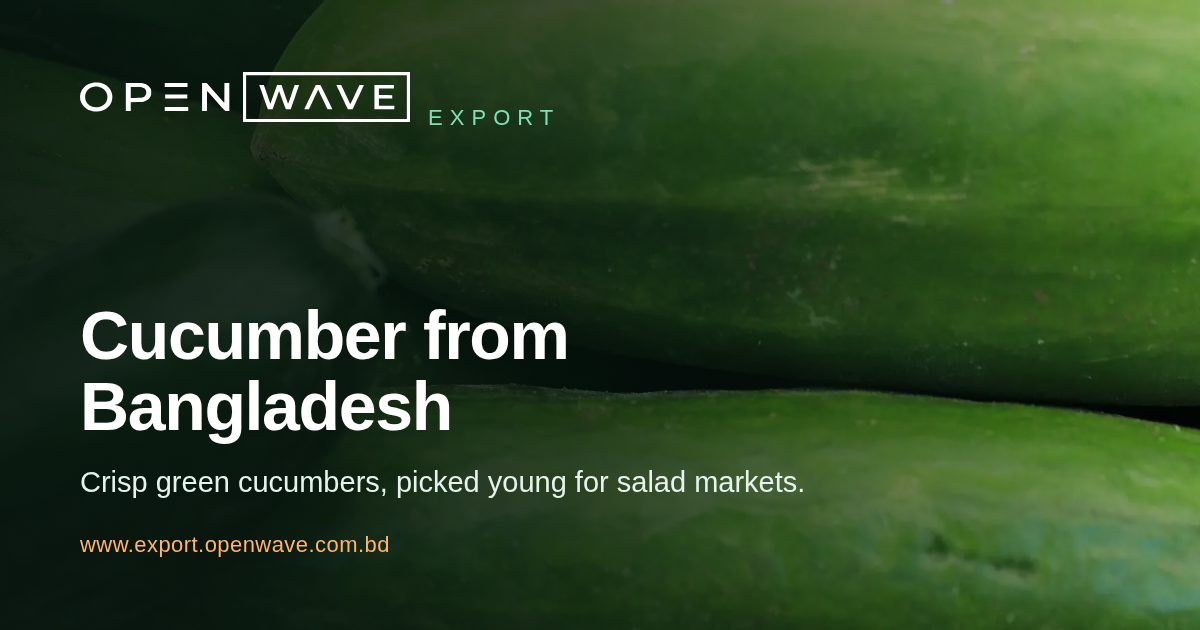 OPEN WAVE EXPORT
Cucumber from
Bangladesh
Crisp green cucumbers, picked young for salad markets.
www.export.openwave.com.bd